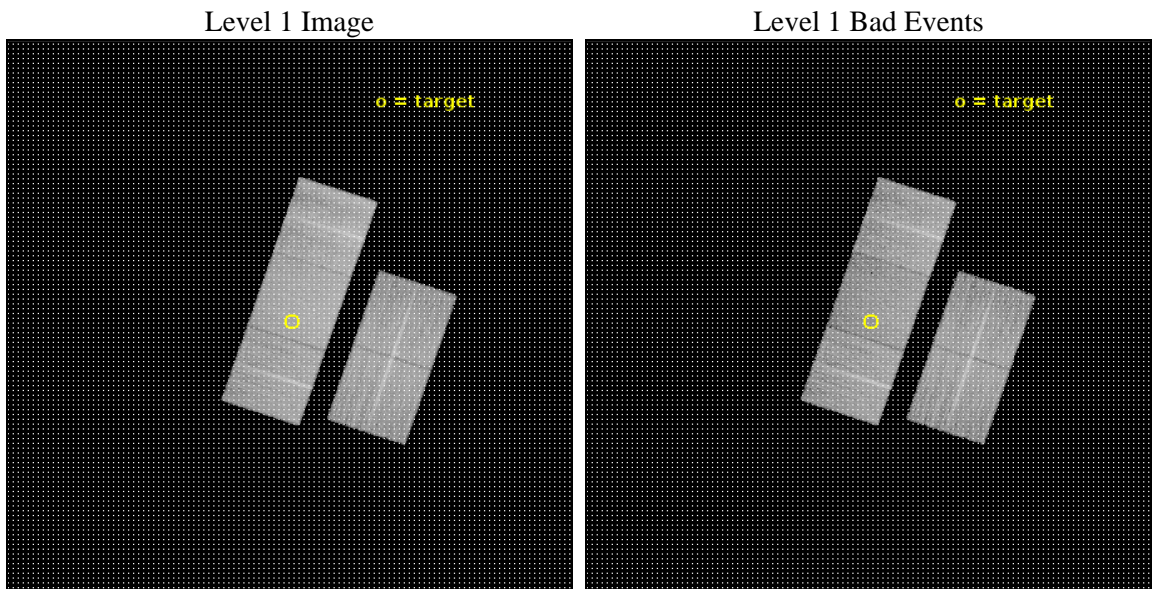 Level 1 Image
Level 1 Bad Events
o = target
o = target